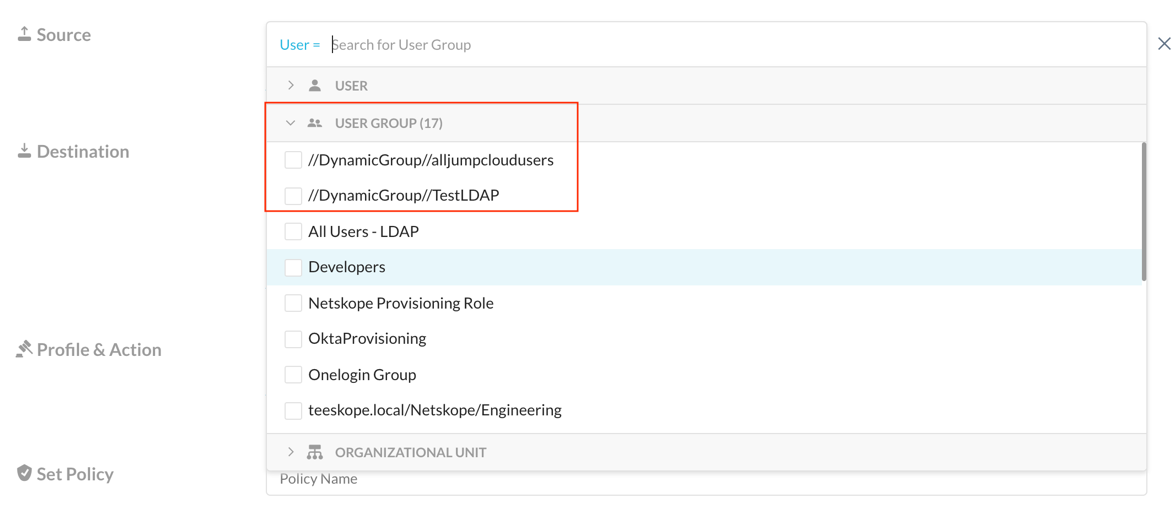 Source
User = Search for User Group
USER
USER GROUP (17)
//DynamicGroup//alljumpcloudusers
Destination
//DynamicGroup//TestLDAP
All Users - LDAP
Developers
Netskope Provisioning Role
OktaProvisioning
Profile & Action
Onelogin Group
teeskope.local/Netskope/Engineering
ORGANIZATIONAL UNIT
Set Policy
Policy Name